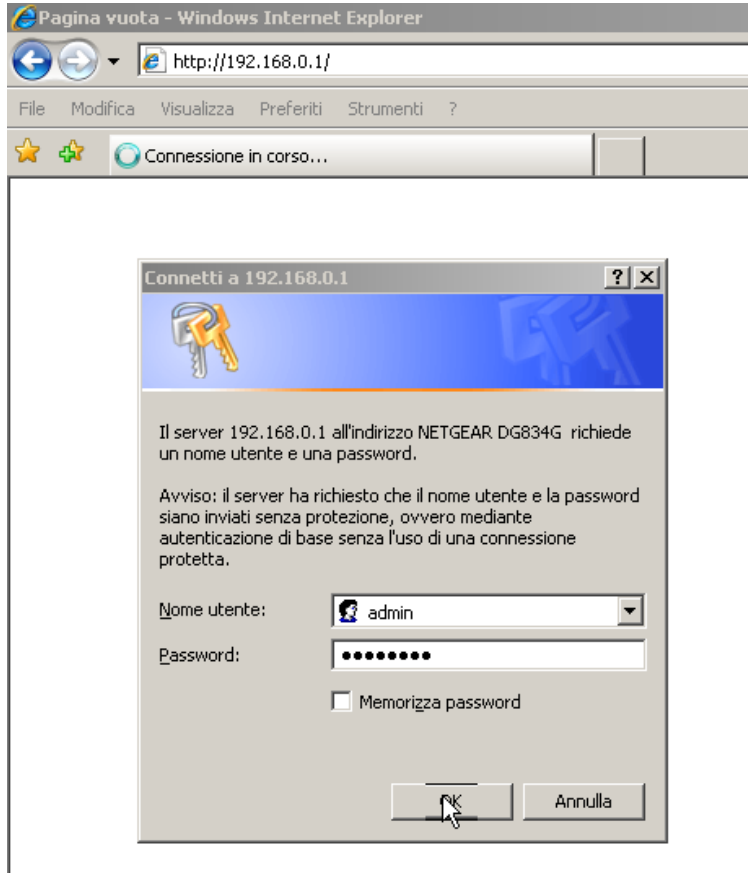 Pagina vuota - Windows Internet Explorer
http://192.168.0.1/
File Modifica Visualizza Preferiti Strumenti ?
Connessione in corso...
Connetti a 192.168.0.1
Il server 192.168.0.1 all'indirizzo NETGEAR DG834G richiede
un nome utente e una password.
Avviso: il server ha richiesto che il nome utente e la password
siano inviati senza protezione, ovvero mediante
autenticazione di base senza l'uso di una connessione
protetta.
Nome utente: admin
Password: ●●●●●●●●
Memorizza password
OK Annulla